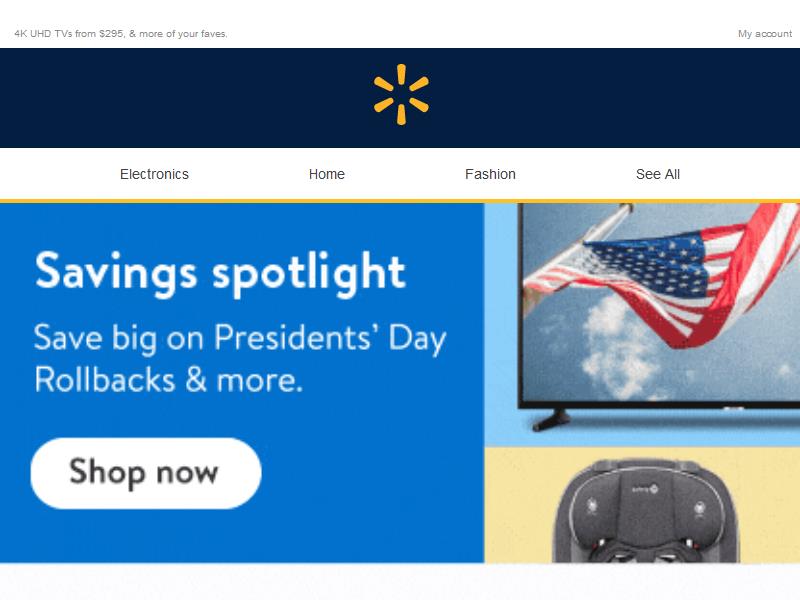 4K UHD TVs from $295, & more of your faves.
My account
Electronics
Home
Fashion
See All
Savings spotlight
Save big on Presidents’ Day
Rollbacks & more.
Shop now